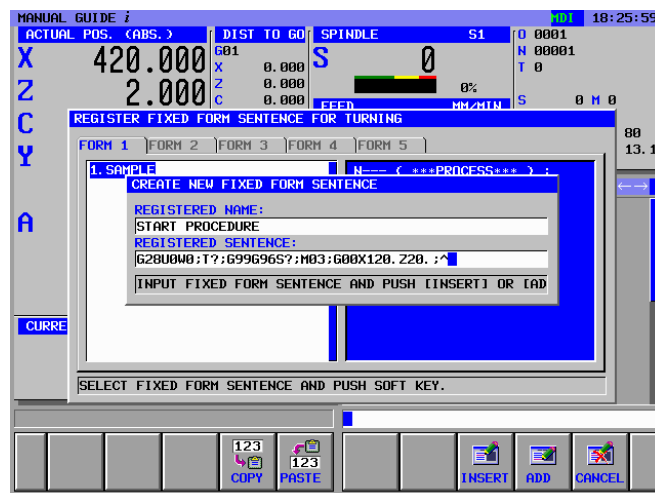 MANUAL GUIDE i MDI 18:25:59
ACTUAL POS. (ABS.) DIST TO GO SPINDLE S1 O 0001
X 420.000 G01 X 0.000 S 0 N 00001
T 0
Z 2.000 Z 0.000 0%
C 0.000 FEED MM/MIN S 0 M 0
C REGISTER FIXED FORM SENTENCE FOR TURNING
80
FORM 1 FORM 2 FORM 3 FORM 4 FORM 5
Y 13.1
1.SAMPLE N--- ( ***PROCESS*** ) ;
CREATE NEW FIXED FORM SENTENCE
REGISTERED NAME:
A START PROCEDURE
REGISTERED SENTENCE:
G28U0W0;T?;G99G96S?;M03;G00X120.Z20.;^
INPUT FIXED FORM SENTENCE AND PUSH [INSERT] OR [AD
CURRE
SELECT FIXED FORM SENTENCE AND PUSH SOFT KEY.
123 123
COPY PASTE INSERT ADD CANCEL